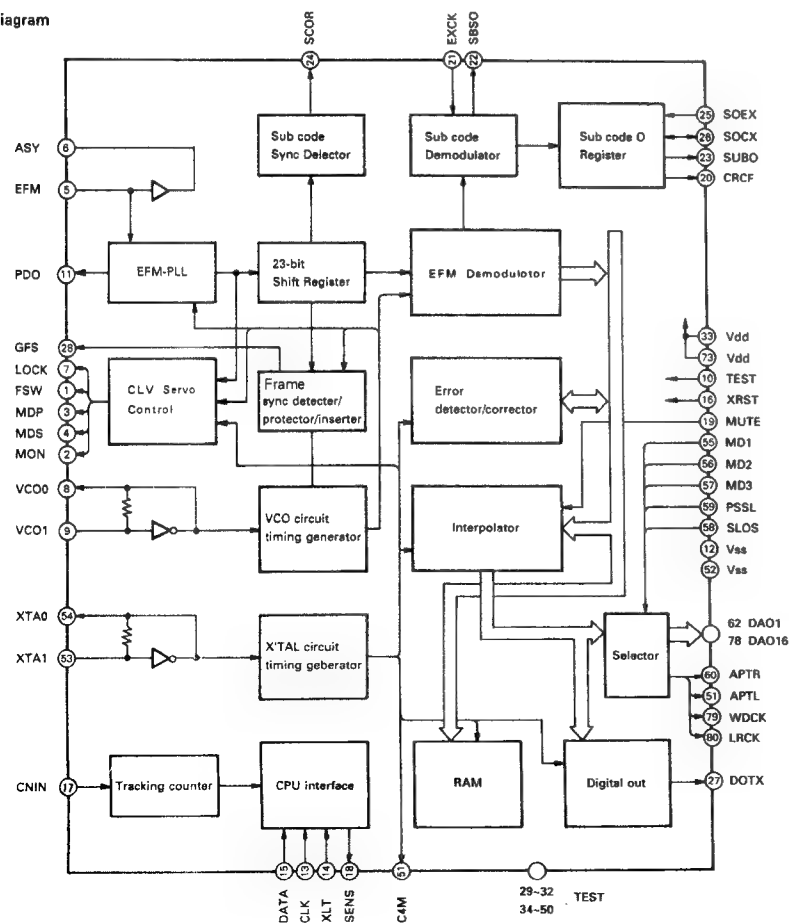 iagram
SCOR
24
EXCK
21
SBSO
22
ASY
6
EFM
5
Sub code
Sync Delector
Sub code
Demodulator
Sub code O
Register
25 SOEX
28 SOCX
23 SUBO
20 CRCF
PDO
11
EFM-PLL
23-bit
Shift Register
EFM Demodulotor
GFS
28
LOCK
7
FSW
1
MDP
3
MDS
4
MON
2
CLV Servo
Control
Frame
sync detecter/
protector/inserter
Error
detector/corrector
33 Vdd
73 Vdd
10 TEST
16 XRST
19 MUTE
55 MD1
56 MD2
57 MD3
59 PSSL
58 SLOS
12 Vss
52 Vss
VCO0
8
VCO1
9
VCO circuit
timing generator
Interpolator
XTA0
54
XTA1
53
X'TAL circuit
timing geberator
Selector
62 DAO1
78 DAO16
60 APTR
51 APTL
79 WDCK
80 LRCK
CNIN
17
Tracking counter
CPU interface
RAM
Digital out
27 DOTX
15
DATA
13
CLK
14
XLT
18
SENS
51
C4M
29~32
34~50
TEST